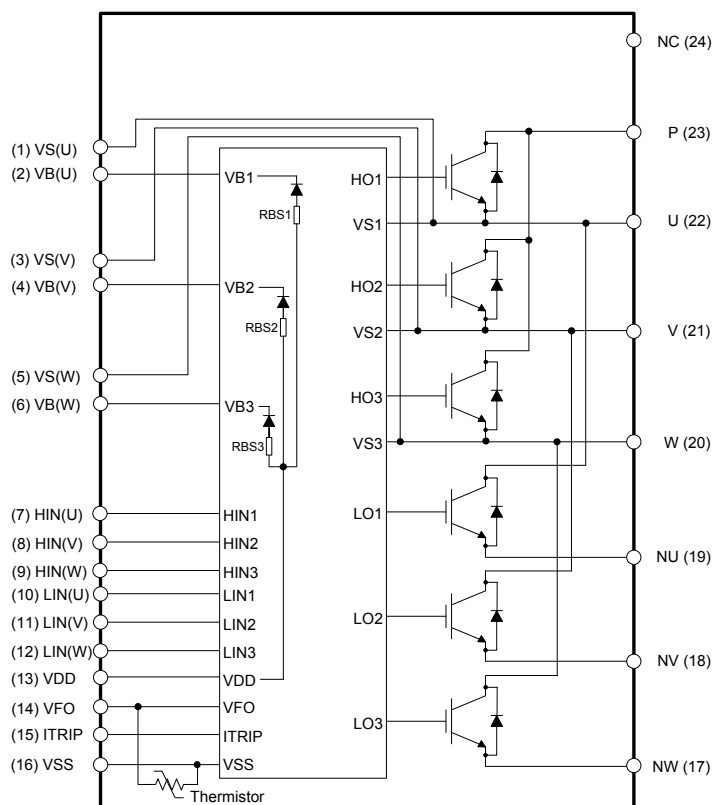 NC (24)
(1) VS(U)
(2) VB(U)
(3) VS(V)
(4) VB(V)
(5) VS(W)
(6) VB(W)
(7) HIN(U)
(8) HIN(V)
(9) HIN(W)
(10) LIN(U)
(11) LIN(V)
(12) LIN(W)
(13) VDD
(14) VFO
(15) ITRIP
(16) VSS
Thermistor
VB1
RBS1
VB2
RBS2
VB3
RBS3
HIN1
HIN2
HIN3
LIN1
LIN2
LIN3
VDD
VFO
ITRIP
VSS
HO1
VS1
HO2
VS2
HO3
VS3
LO1
LO2
LO3
P (23)
U (22)
V (21)
W (20)
NU (19)
NV (18)
NW (17)